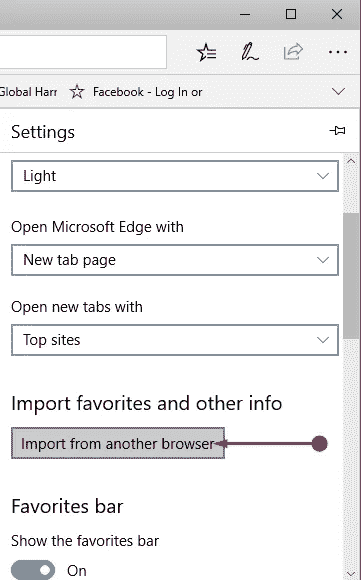 Global Harr
Facebook - Log In or
Settings
Light
Open Microsoft Edge with
New tab page
Open new tabs with
Top sites
Import favorites and other info
Import from another browser
Favorites bar
Show the favorites bar
On